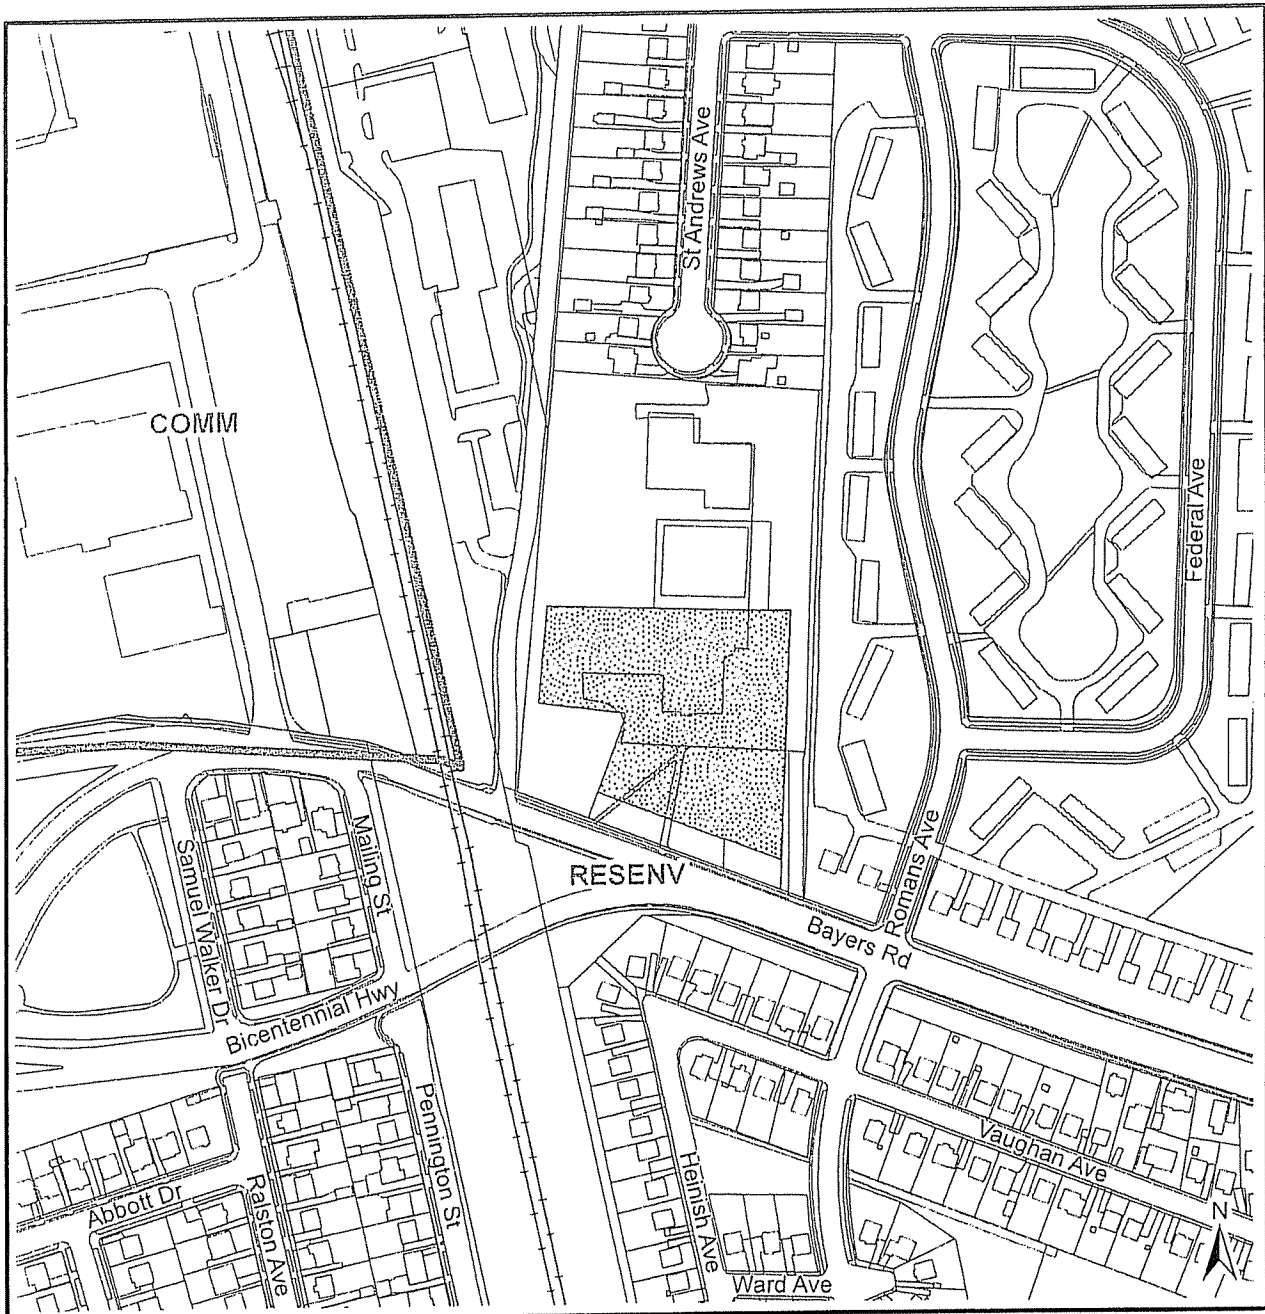 St Andrews Ave
COMM
Federal Ave
Romans Ave
Mailing St
Samuel Walker Dr
RESENV
Bayers Rd
Bicentennial Hwy
Pennington St
Vaughan Ave
Abbott Dr
Ralston Ave
Heinish Ave
Ward Ave
N